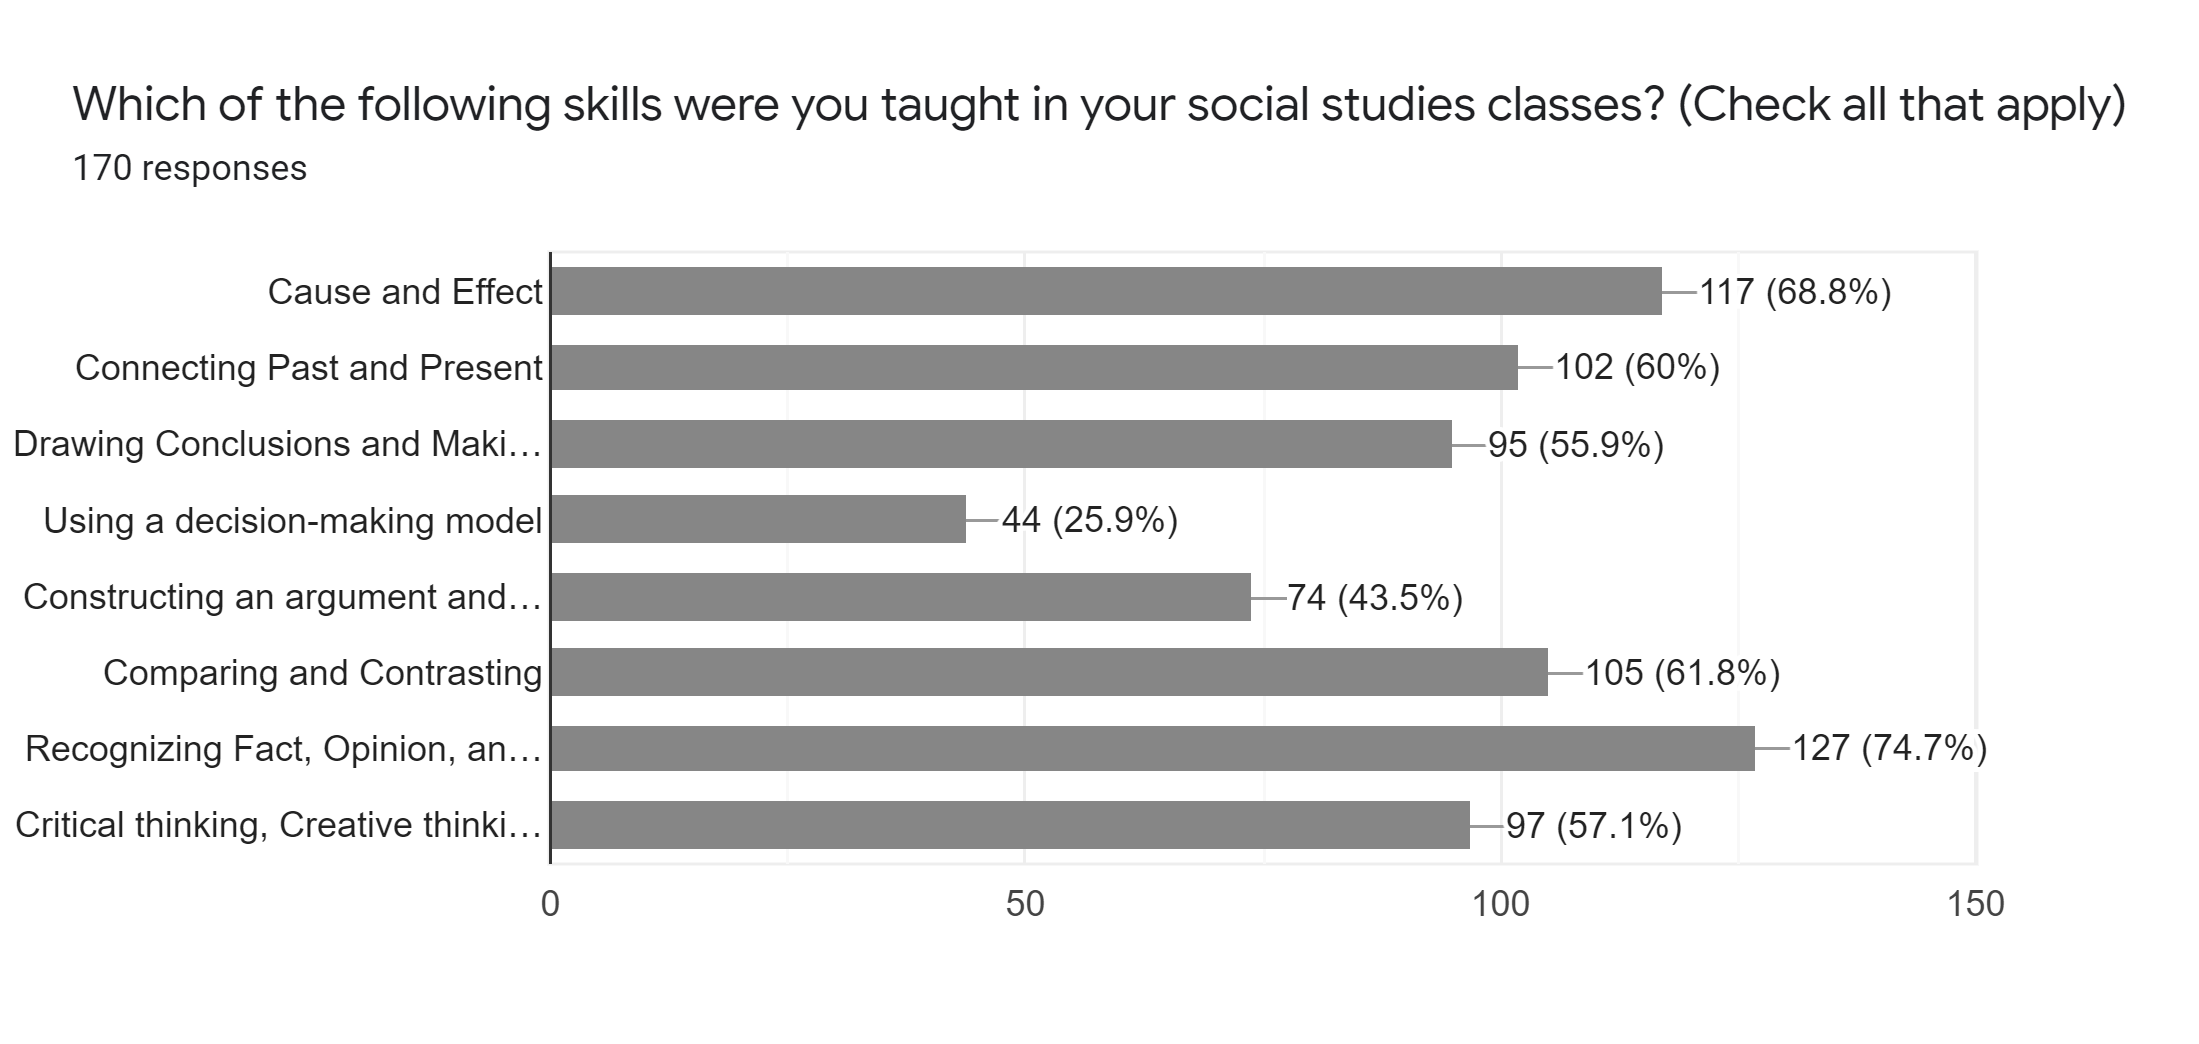 Which of the following skills were you taught in your social studies classes? (Check all that apply)
170 responses
Cause and Effect 117 (68.8%)
Connecting Past and Present 102 (60%)
Drawing Conclusions and Maki… 95 (55.9%)
Using a decision-making model 44 (25.9%)
Constructing an argument and… 74 (43.5%)
Comparing and Contrasting 105 (61.8%)
Recognizing Fact, Opinion, an… 127 (74.7%)
Critical thinking, Creative thinki… 97 (57.1%)
0 50 100 150